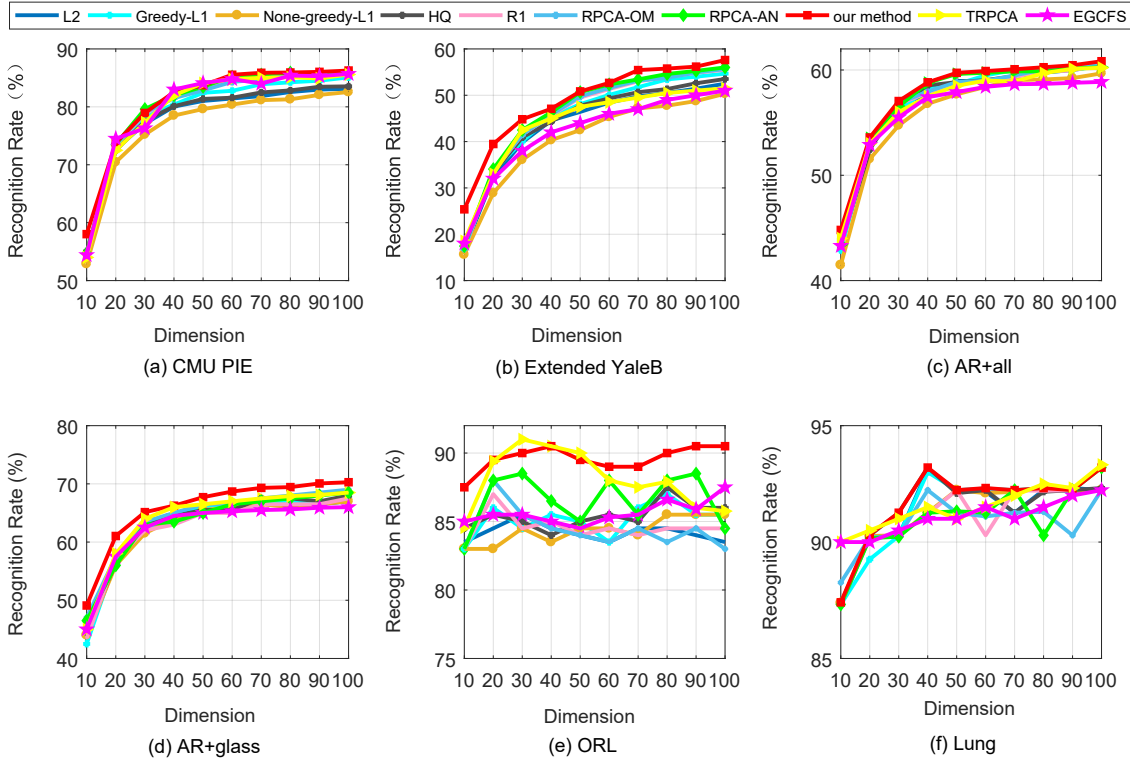 L2 Greedy-L1 None-greedy-L1 HQ R1 RPCA-OM RPCA-AN our method TRPCA EGCFS
90
80
70
60
50
Recognition Rate（%）
10 20 30 40 50 60 70 80 90 100
Dimension
(a) CMU PIE
60
50
40
30
20
10
Recognition Rate（%）
10 20 30 40 50 60 70 80 90 100
Dimension
(b) Extended YaleB
60
50
40
Recognition Rate（%）
10 20 30 40 50 60 70 80 90 100
Dimension
(c) AR+all
80
70
60
50
40
Recognition Rate (%)
10 20 30 40 50 60 70 80 90 100
Dimension
(d) AR+glass
90
85
80
75
Recognition Rate (%)
10 20 30 40 50 60 70 80 90 100
Dimension
(e) ORL
95
90
85
Recognition Rate (%)
10 20 30 40 50 60 70 80 90 100
Dimension
(f) Lung